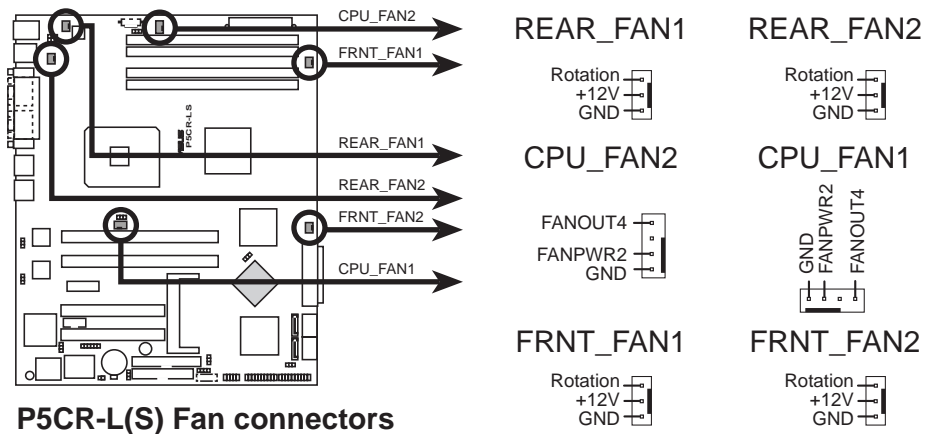 CPU_FAN2
FRNT_FAN1
REAR_FAN1
REAR_FAN2
FRNT_FAN2
CPU_FAN1
ASUS
P5CR-LS
REAR_FAN1
Rotation
+12V
GND
REAR_FAN2
Rotation
+12V
GND
CPU_FAN2
FANOUT4
FANPWR2
GND
CPU_FAN1
GND
FANPWR2
FANOUT4
FRNT_FAN1
Rotation
+12V
GND
FRNT_FAN2
Rotation
+12V
GND
P5CR-L(S) Fan connectors